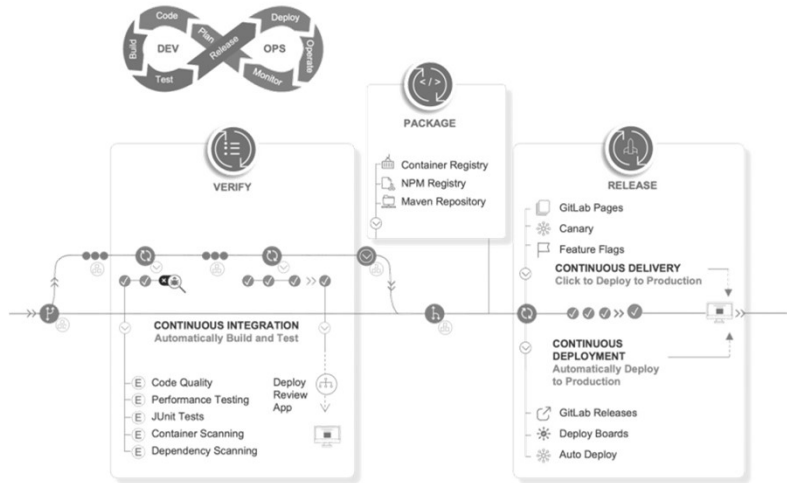 Code
Plan
Deploy
Build
DEV
Release
OPS
Operate
Test
Monitor
</>
PACKAGE
Container Registry
NPM Registry
Maven Repository
VERIFY
RELEASE
GitLab Pages
Canary
Feature Flags
CONTINUOUS DELIVERY
Click to Deploy to Production
CONTINUOUS INTEGRATION
Automatically Build and Test
CONTINUOUS
DEPLOYMENT
Automatically Deploy
to Production
E Code Quality
E Performance Testing
E JUnit Tests
E Container Scanning
E Dependency Scanning
Deploy
Review
App
GitLab Releases
Deploy Boards
Auto Deploy